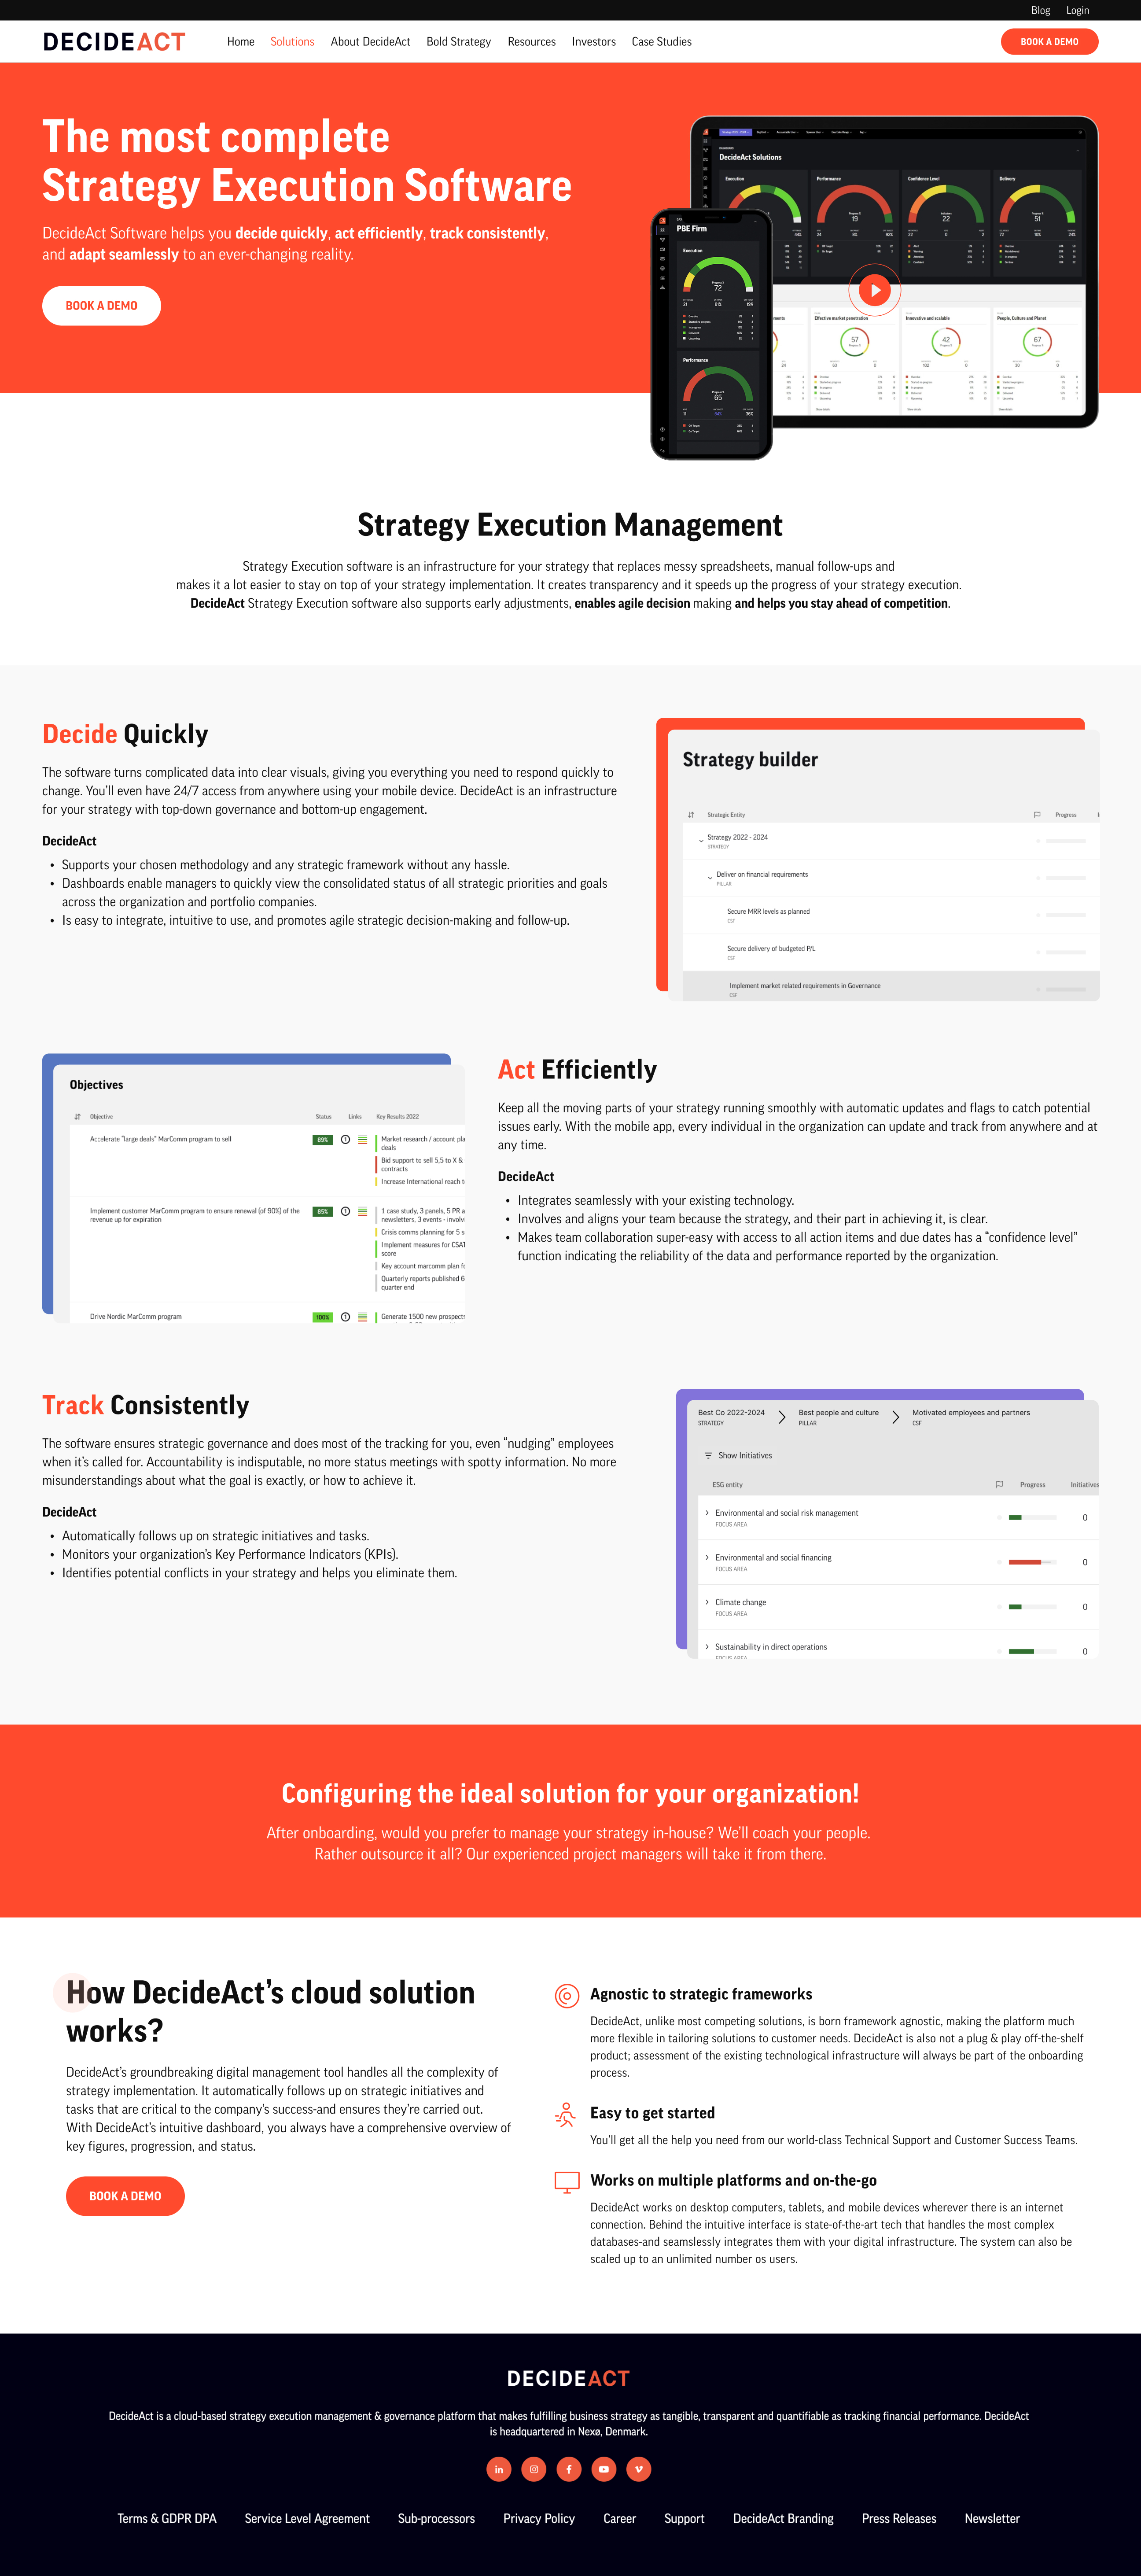 Blog Login
DECIDEACT Home Solutions About DecideAct Bold Strategy Resources Investors Case Studies BOOK A DEMO
The most complete
Strategy Execution Software
DecideAct Software helps you decide quickly, act efficiently, track consistently,
and adapt seamlessly to an ever-changing reality.
BOOK A DEMO
DecideAct Solutions
Execution Performance Confidence Level Delivery
19 22 51
PBE Firm
Execution
72
Performance
65
Effective market penetration Innovative and scalable People, Culture and Planet
57 42 67
Strategy Execution Management
Strategy Execution software is an infrastructure for your strategy that replaces messy spreadsheets, manual follow-ups and
makes it a lot easier to stay on top of your strategy implementation. It creates transparency and it speeds up the progress of your strategy execution.
DecideAct Strategy Execution software also supports early adjustments, enables agile decision making and helps you stay ahead of competition.
Decide Quickly
The software turns complicated data into clear visuals, giving you everything you need to respond quickly to
change. You'll even have 24/7 access from anywhere using your mobile device. DecideAct is an infrastructure
for your strategy with top-down governance and bottom-up engagement.
DecideAct
• Supports your chosen methodology and any strategic framework without any hassle.
• Dashboards enable managers to quickly view the consolidated status of all strategic priorities and goals
across the organization and portfolio companies.
• Is easy to integrate, intuitive to use, and promotes agile strategic decision-making and follow-up.
Strategy builder
Strategic Entity Progress
Strategy 2022 - 2024
STRATEGY
Deliver on financial requirements
PILLAR
Secure MRR levels as planned
CSF
Secure delivery of budgeted P/L
CSF
Implement market related requirements in Governance
CSF
Objectives
Objective Status Links Key Results 2022
Accelerate "large deals" MarComm program to sell 89% Market research / account pla
deals
Bid support to sell 5,5 to X &
contracts
Increase International reach t
Implement customer MarComm program to ensure renewal (of 90%) of the
revenue up for expiration 85% 1 case study, 3 panels, 5 PR a
newsletters, 3 events - involv
Crisis comms planning for 5 s
Implement measures for CSAT
score
Key account marcomm plan fo
Quarterly reports published 6
quarter end
Drive Nordic MarComm program 100% Generate 1500 new prospects
Act Efficiently
Keep all the moving parts of your strategy running smoothly with automatic updates and flags to catch potential
issues early. With the mobile app, every individual in the organization can update and track from anywhere and at
any time.
DecideAct
• Integrates seamlessly with your existing technology.
• Involves and aligns your team because the strategy, and their part in achieving it, is clear.
• Makes team collaboration super-easy with access to all action items and due dates has a “confidence level”
function indicating the reliability of the data and performance reported by the organization.
Track Consistently
The software ensures strategic governance and does most of the tracking for you, even “nudging” employees
when it's called for. Accountability is indisputable, no more status meetings with spotty information. No more
misunderstandings about what the goal is exactly, or how to achieve it.
DecideAct
• Automatically follows up on strategic initiatives and tasks.
• Monitors your organization's Key Performance Indicators (KPIs).
• Identifies potential conflicts in your strategy and helps you eliminate them.
Best Co 2022-2024 Best people and culture Motivated employees and partners
STRATEGY PILLAR CSF
Show Initiatives
ESG entity Progress Initiatives
Environmental and social risk management 0
FOCUS AREA
Environmental and social financing 0
FOCUS AREA
Climate change 0
FOCUS AREA
Sustainability in direct operations 0
FOCUS AREA
Configuring the ideal solution for your organization!
After onboarding, would you prefer to manage your strategy in-house? We'll coach your people.
Rather outsource it all? Our experienced project managers will take it from there.
How DecideAct's cloud solution
works?
DecideAct's groundbreaking digital management tool handles all the complexity of
strategy implementation. It automatically follows up on strategic initiatives and
tasks that are critical to the company's success-and ensures they're carried out.
With DecideAct's intuitive dashboard, you always have a comprehensive overview of
key figures, progression, and status.
BOOK A DEMO
Agnostic to strategic frameworks
DecideAct, unlike most competing solutions, is born framework agnostic, making the platform much
more flexible in tailoring solutions to customer needs. DecideAct is also not a plug & play off-the-shelf
product; assessment of the existing technological infrastructure will always be part of the onboarding
process.
Easy to get started
You'll get all the help you need from our world-class Technical Support and Customer Success Teams.
Works on multiple platforms and on-the-go
DecideAct works on desktop computers, tablets, and mobile devices wherever there is an internet
connection. Behind the intuitive interface is state-of-the-art tech that handles the most complex
databases-and seamslessly integrates them with your digital infrastructure. The system can also be
scaled up to an unlimited number os users.
DECIDEACT
DecideAct is a cloud-based strategy execution management & governance platform that makes fulfilling business strategy as tangible, transparent and quantifiable as tracking financial performance. DecideAct
is headquartered in Nexø, Denmark.
Terms & GDPR DPA Service Level Agreement Sub-processors Privacy Policy Career Support DecideAct Branding Press Releases Newsletter